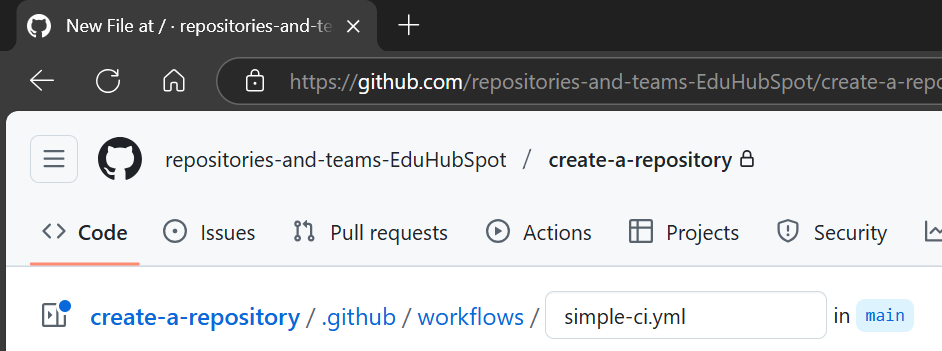 New File at / · repositories-and-te
https://github.com/repositories-and-teams-EduHubSpot/create-a-repo
repositories-and-teams-EduHubSpot / create-a-repository
Code Issues Pull requests Actions Projects Security
create-a-repository / .github / workflows / simple-ci.yml in main